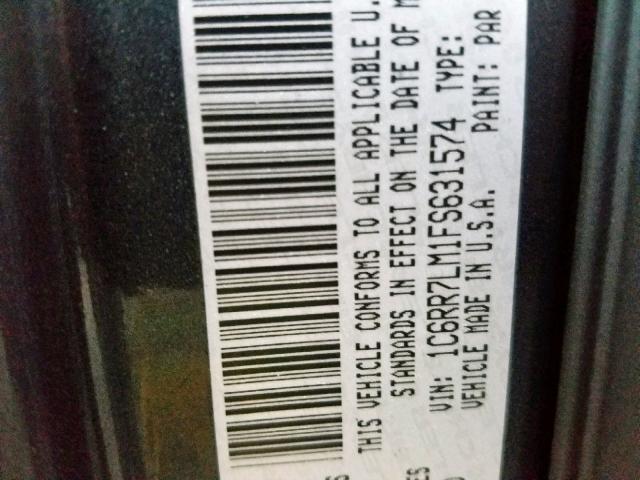 THIS VEHICLE CONFORMS TO ALL APPLICABLE U.
STANDARDS IN EFFECT ON THE DATE OF M
VIN: 1C6RR7LM1FS631574 TYPE:
VEHICLE MADE IN U.S.A. PAINT: PAR